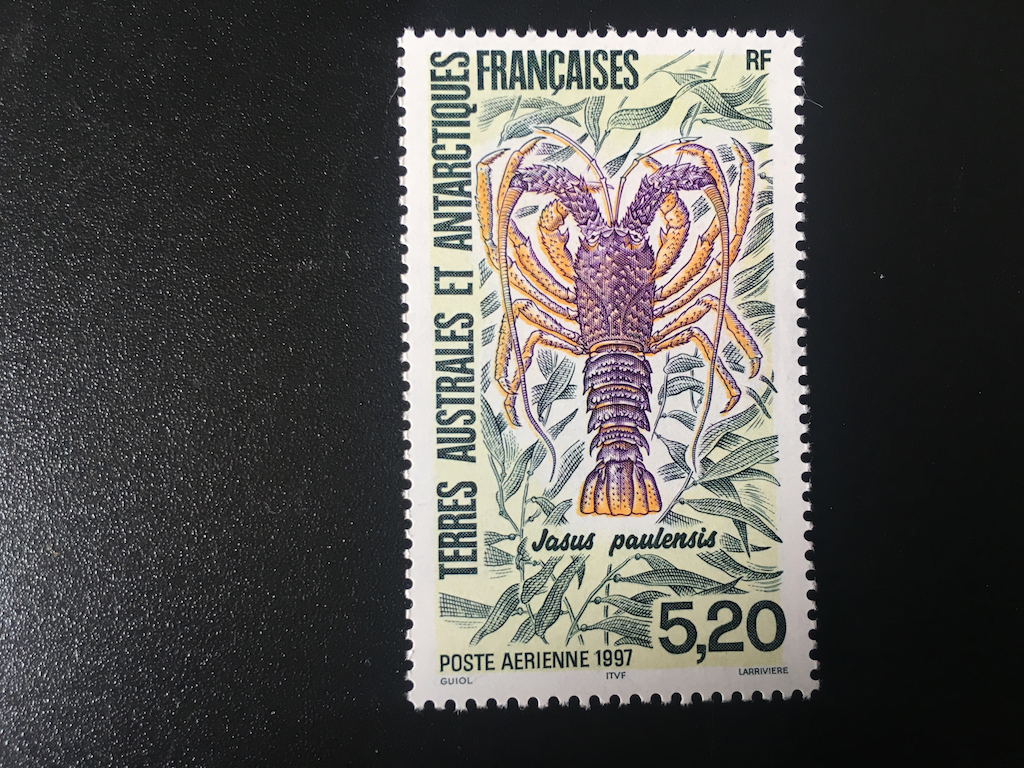 TERRES AUSTRALES ET ANTARCTIQUES
FRANÇAISES
RF
Jasus paulensis
5,20
POSTE AERIENNE 1997
GUIOL
ITVF
LARRIVIERE